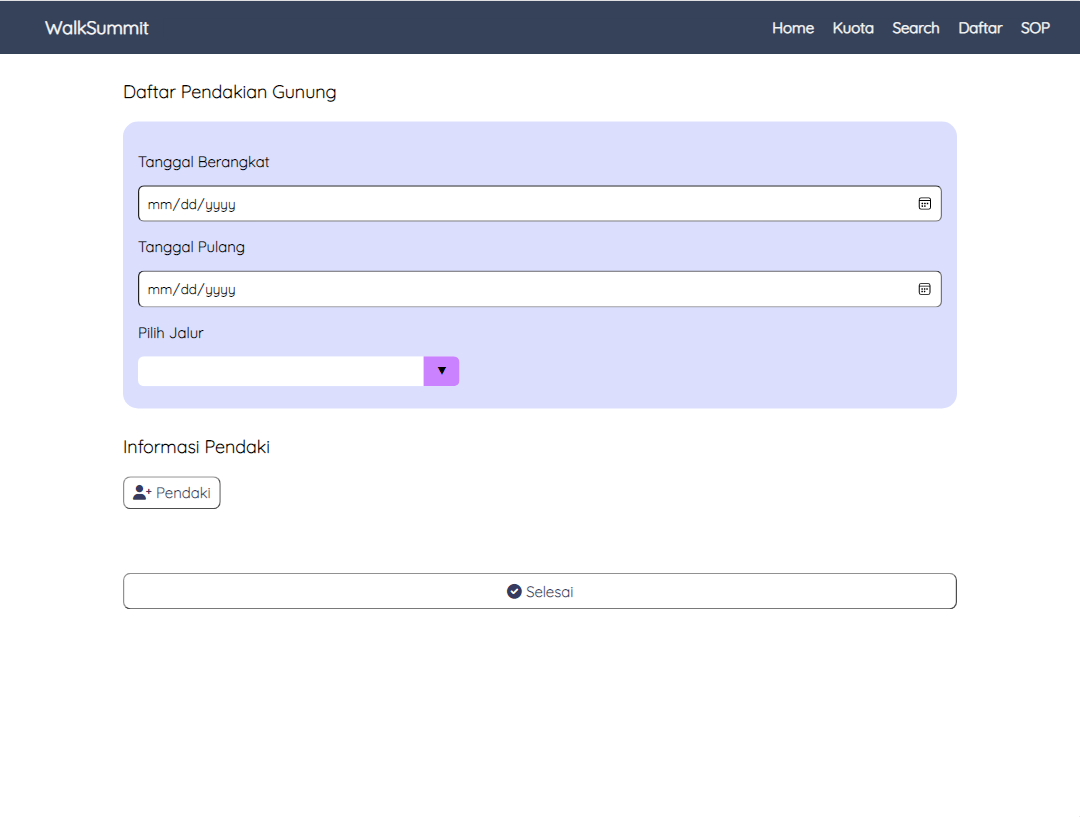 WalkSummit
Home Kuota Search Daftar SOP
Daftar Pendakian Gunung
Tanggal Berangkat
mm/dd/yyyy
Tanggal Pulang
mm/dd/yyyy
Pilih Jalur
Informasi Pendaki
Pendaki
Selesai